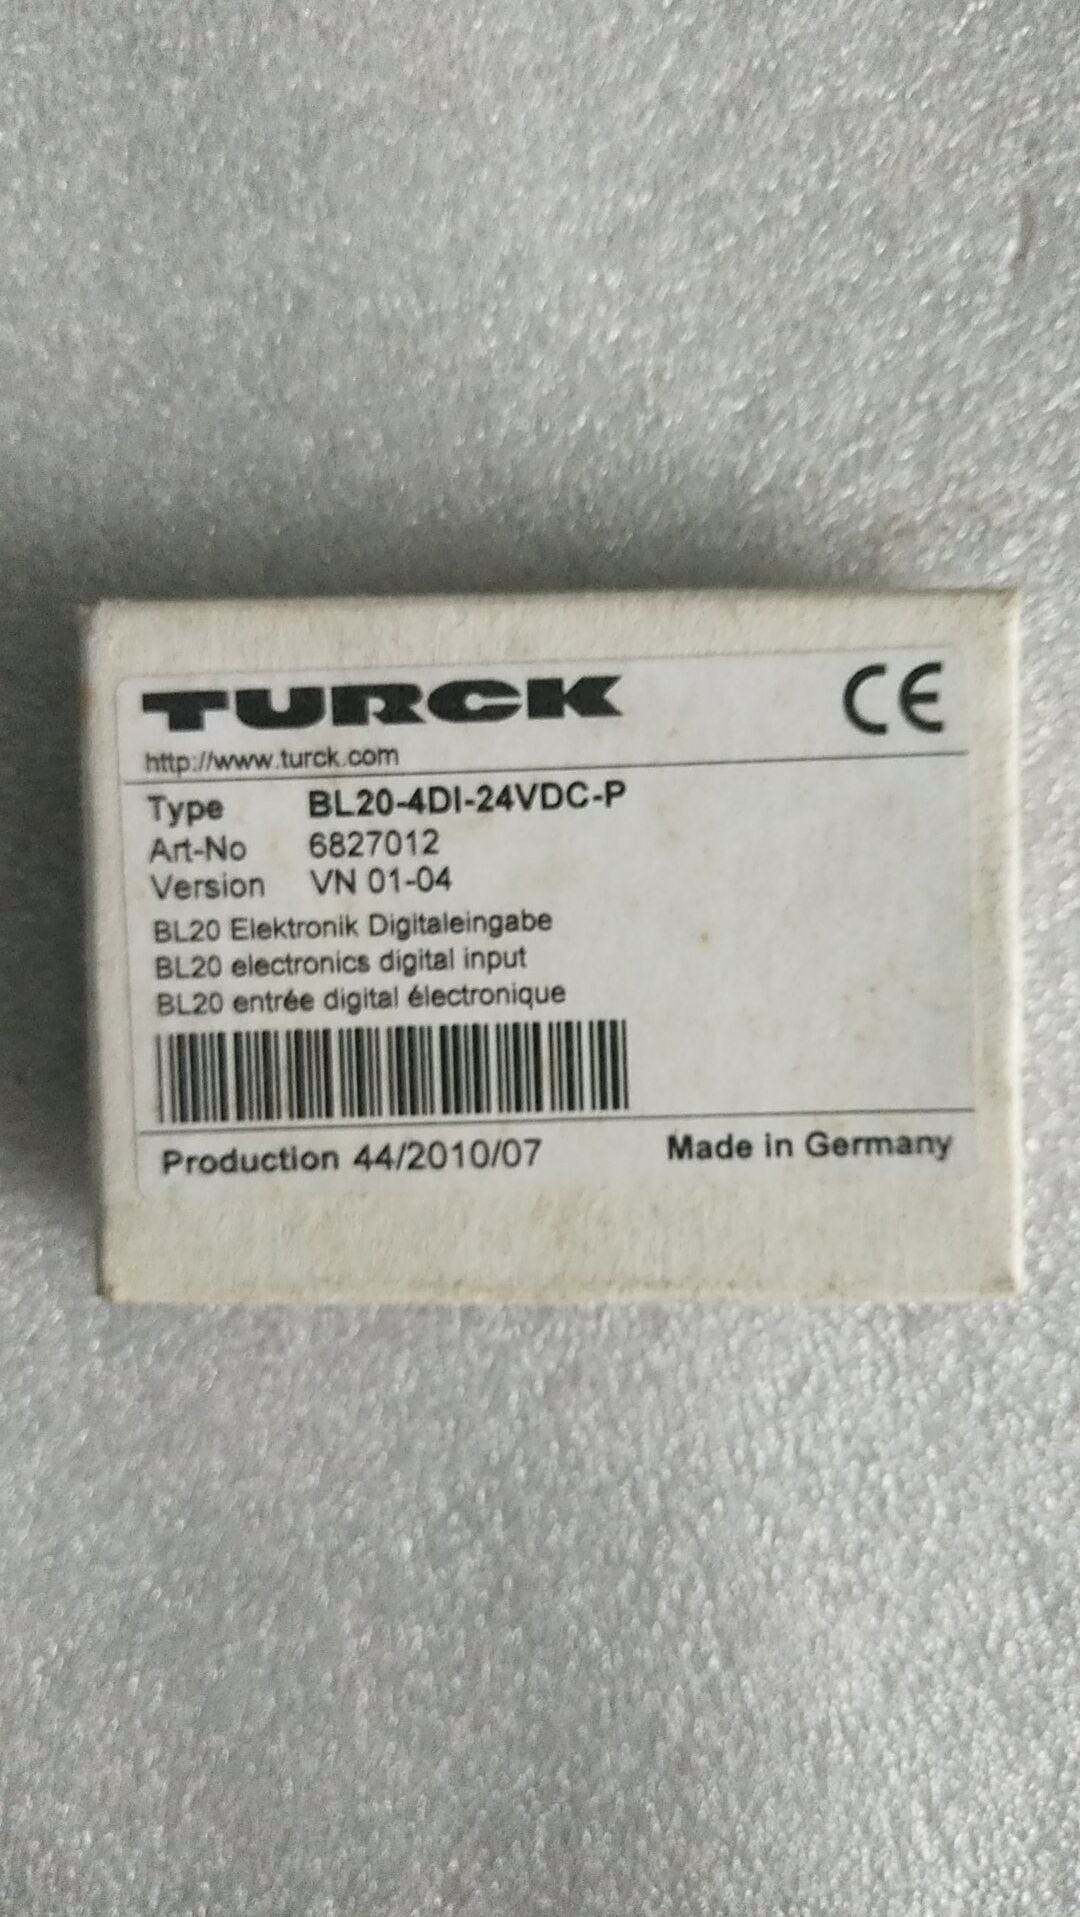 TURCK CE
http://www.turck.com
Type BL20-4DI-24VDC-P
Art-No 6827012
Version VN 01-04
BL20 Elektronik Digitaleingabe
BL20 electronics digital input
BL20 entrée digital électronique
Production 44/2010/07 Made in Germany